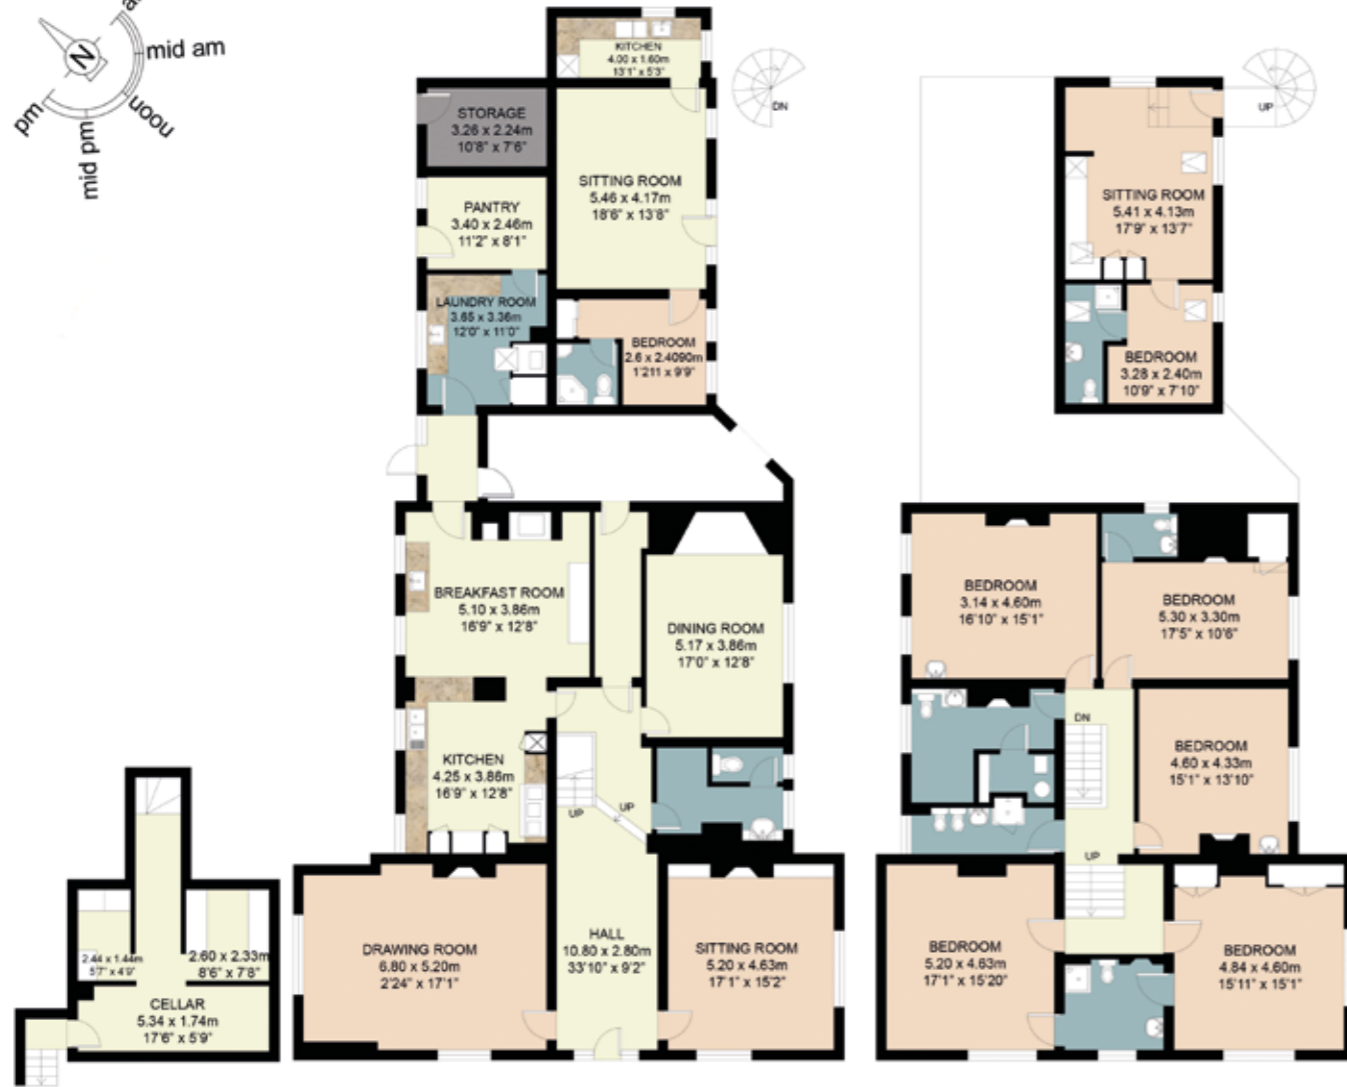 N
mid am
noon
mid pm
pm
KITCHEN
4.00 x 1.60m
13'1" x 5'3"
DN
STORAGE
3.26 x 2.24m
10'8" x 7'6"
SITTING ROOM
5.46 x 4.17m
18'6" x 13'8"
PANTRY
3.40 x 2.46m
11'2" x 8'1"
LAUNDRY ROOM
3.65 x 3.36m
12'0" x 11'0"
BEDROOM
2.6 x 2.4090m
1'211 x 9'9"
UP
SITTING ROOM
5.41 x 4.13m
17'9" x 13'7"
BEDROOM
3.28 x 2.40m
10'9" x 7'10"
BREAKFAST ROOM
5.10 x 3.86m
16'9" x 12'8"
DINING ROOM
5.17 x 3.86m
17'0" x 12'8"
KITCHEN
4.25 x 3.86m
16'9" x 12'8"
UP
UP
DRAWING ROOM
6.80 x 5.20m
2'24" x 17'1"
HALL
10.80 x 2.80m
33'10" x 9'2"
SITTING ROOM
5.20 x 4.63m
17'1" x 15'2"
BEDROOM
3.14 x 4.60m
16'10" x 15'1"
BEDROOM
5.30 x 3.30m
17'5" x 10'6"
DN
BEDROOM
4.60 x 4.33m
15'1" x 13'10"
UP
BEDROOM
5.20 x 4.63m
17'1" x 15'20"
BEDROOM
4.84 x 4.60m
15'11" x 15'1"
2.44 x 1.44m
5'7" x 4'9"
2.60 x 2.33m
8'6" x 7'8"
CELLAR
5.34 x 1.74m
17'6" x 5'9"